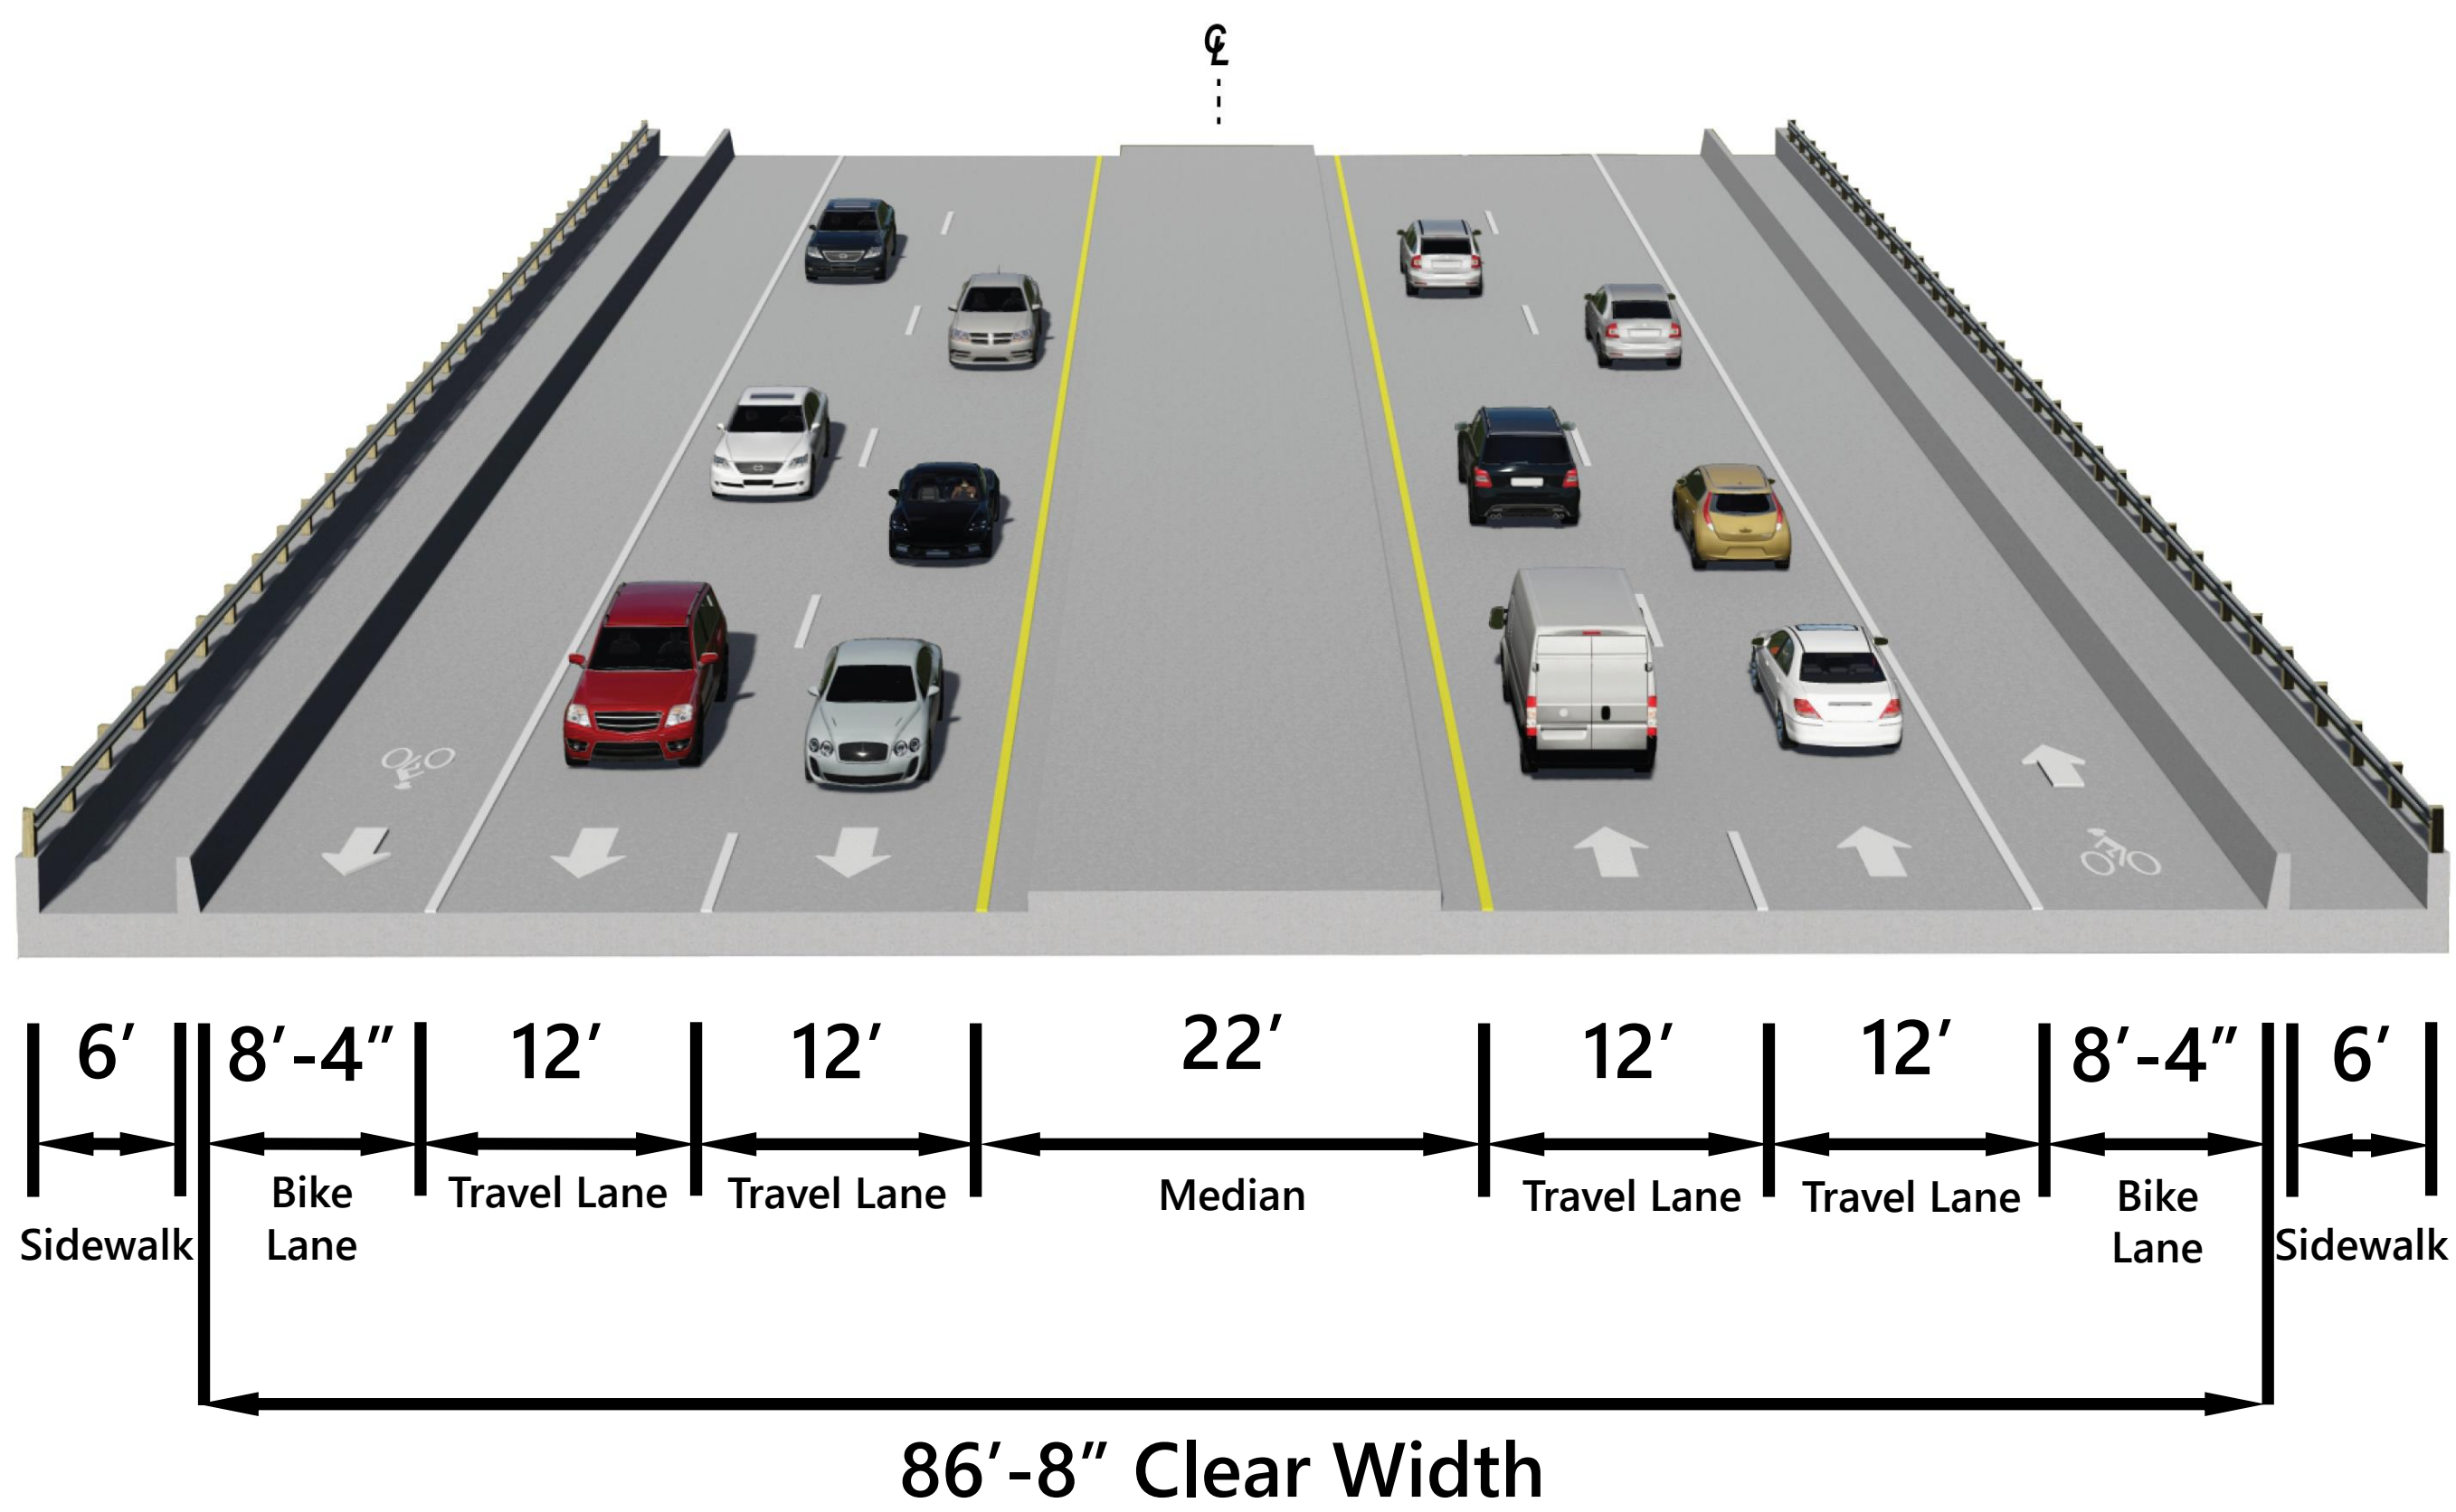 ℄
6’
8’-4”
12’
12’
22’
12’
12’
8’-4”
6’
Sidewalk
Bike
Lane
Travel Lane
Travel Lane
Median
Travel Lane
Travel Lane
Bike
Lane
Sidewalk
86’-8” Clear Width